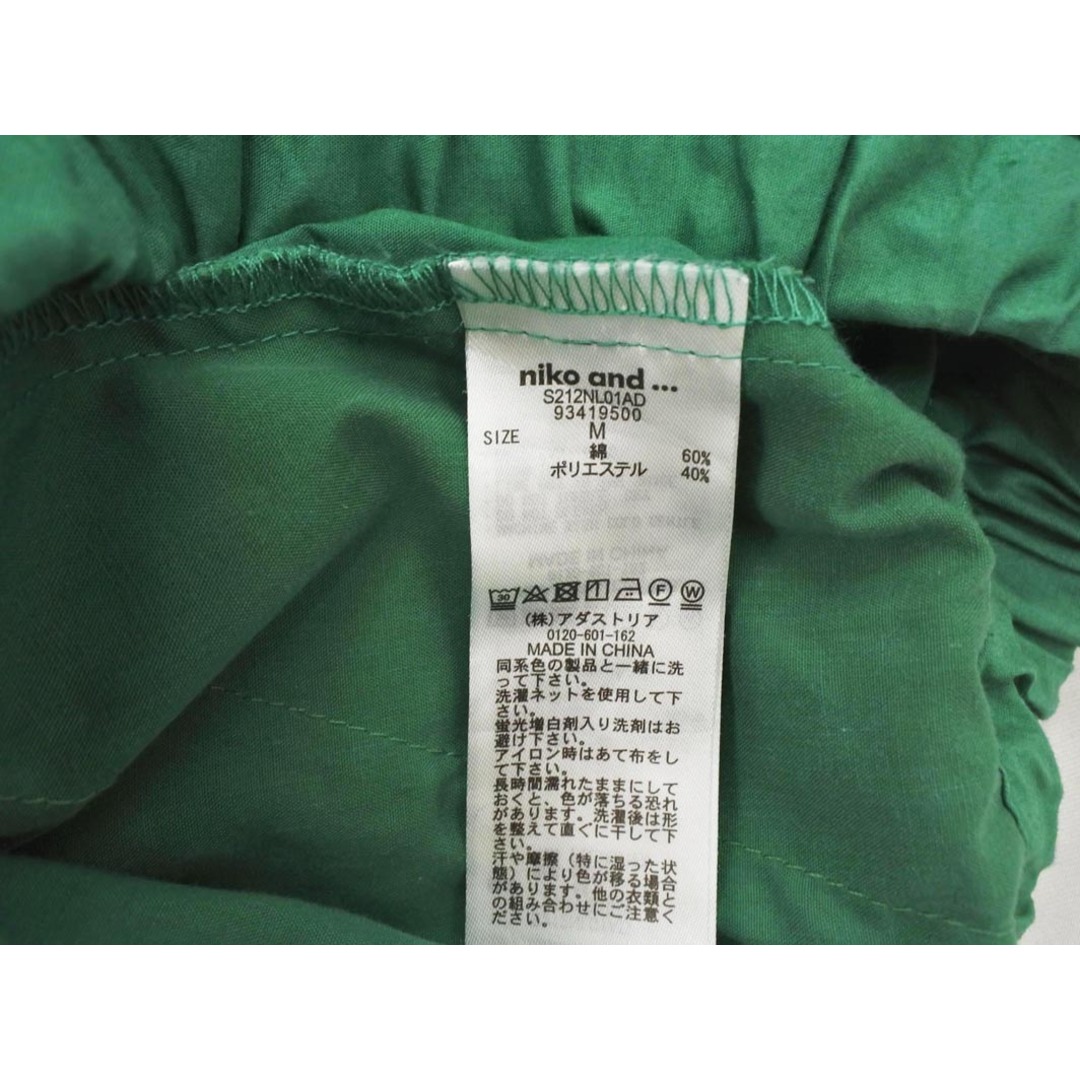 niko and ...
S212NL01AD
93419500
SIZE M
綿 60%
ポリエステル 40%
30 F W
(株)アダストリア
0120-601-162
MADE IN CHINA
同系色の製品と一緒に洗
って下さい。
洗濯ネットを使用して下
さい。
蛍光増白剤入り洗剤はお
避け下さい。
アイロン時はあて布をし
て下さい。
長時間濡れたままにして
おくと、色が落ちる恐れ
があります。洗濯後は形
を整えて直ぐに干して下
さい。
汗や摩擦(特に湿った状
態)により色が移る場合
があります。他の衣類と
の組み合わせにご注意く
ださい。